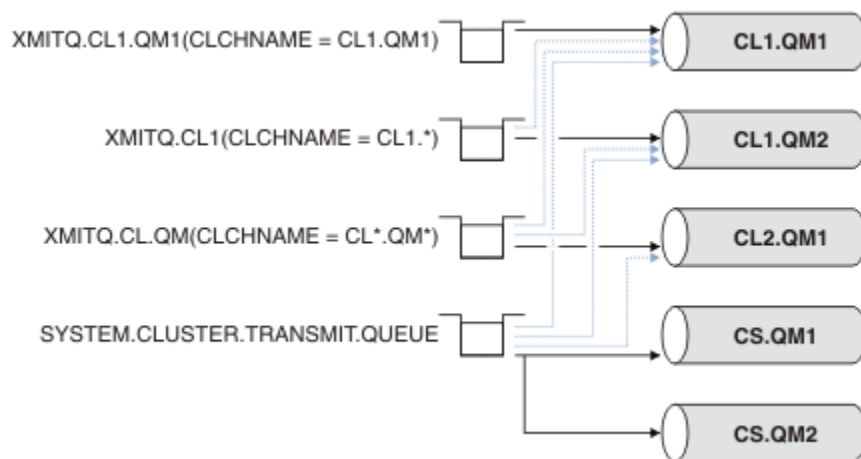 XMITQ.CL1.QM1(CLCHNAME = CL1.QM1)
CL1.QM1
XMITQ.CL1(CLCHNAME = CL1.*)
CL1.QM2
XMITQ.CL.QM(CLCHNAME = CL*.QM*)
CL2.QM1
SYSTEM.CLUSTER.TRANSMIT.QUEUE
CS.QM1
CS.QM2